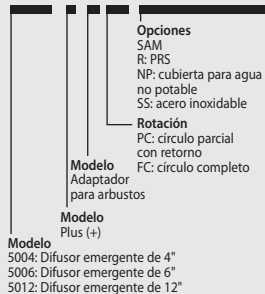 Opciones
SAM
R: PRS
NP: cubierta para agua
no potable
SS: acero inoxidable
Rotación
PC: círculo parcial
con retorno
FC: círculo completo
Modelo
Adaptador
para arbustos
Modelo
Plus (+)
Modelo
5004: Difusor emergente de 4"
5006: Difusor emergente de 6"
5012: Difusor emergente de 12"